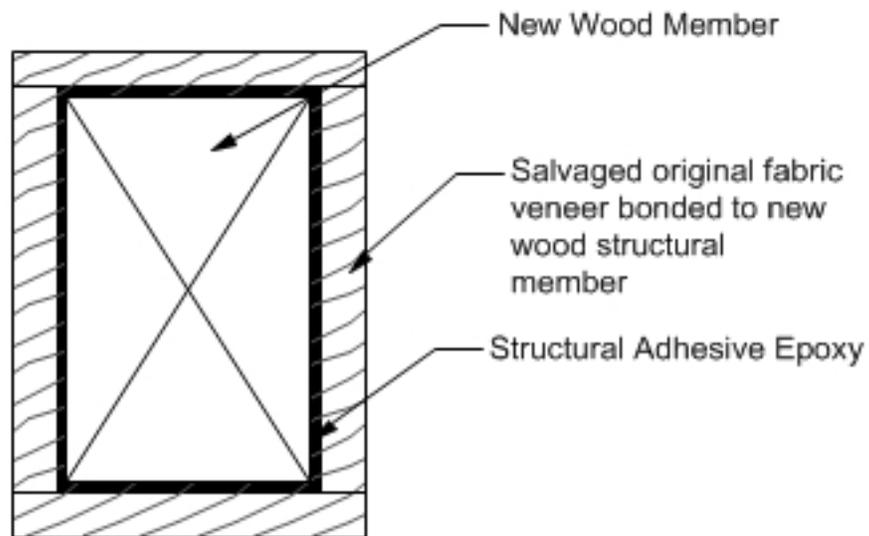 New Wood Member
Salvaged original fabric
veneer bonded to new
wood structural
member
Structural Adhesive Epoxy